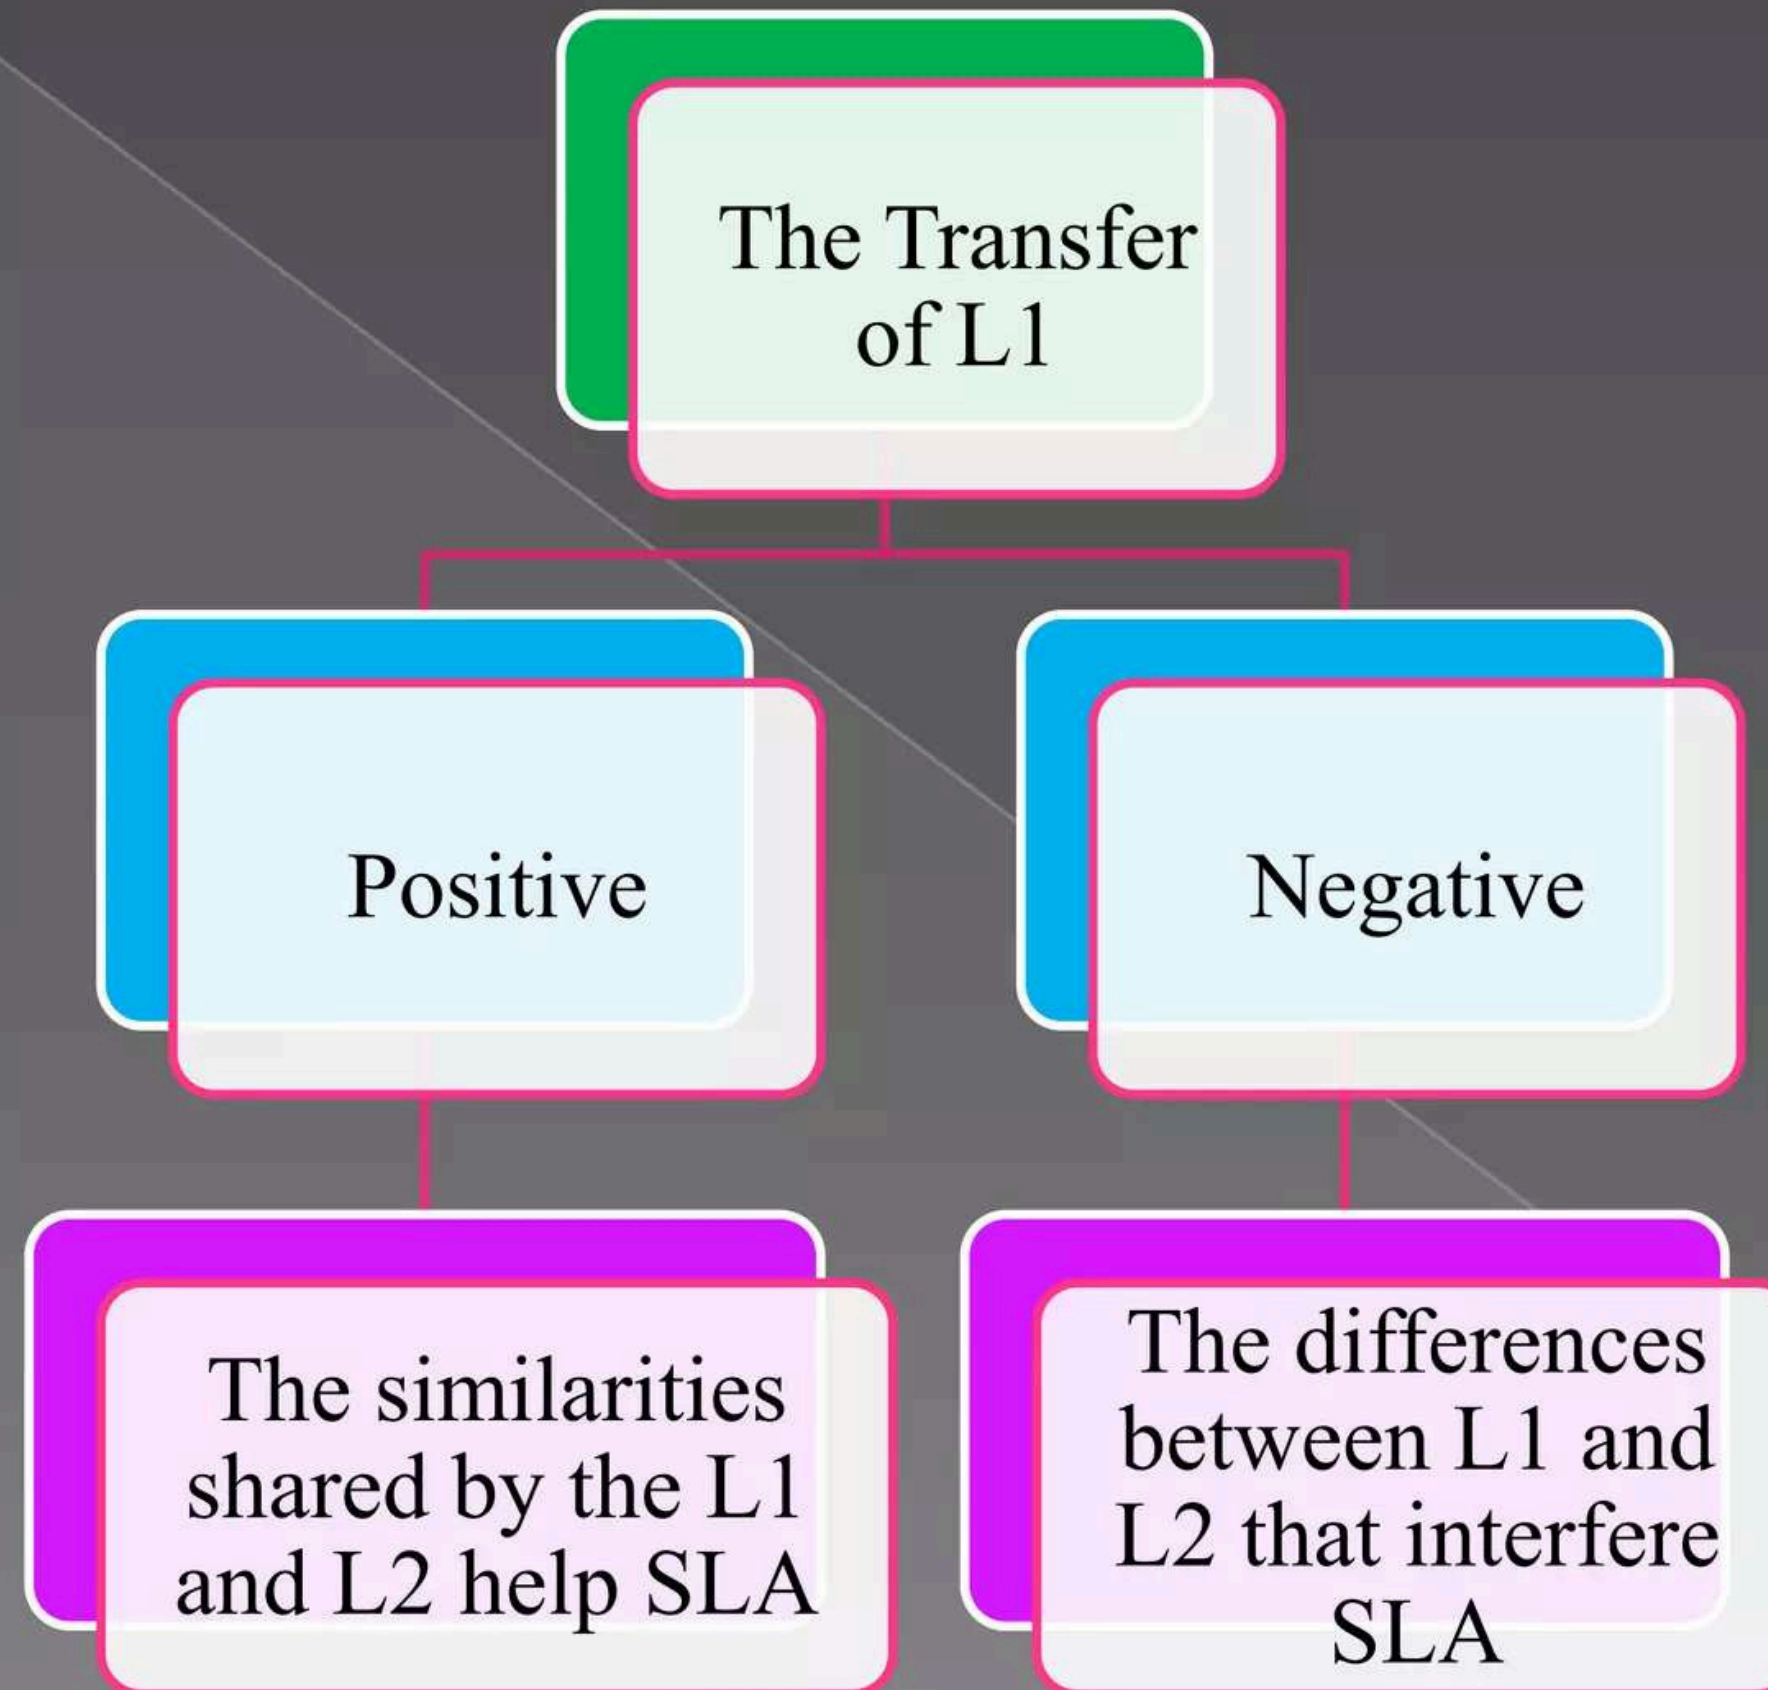 The Transfer
of L1
Positive
Negative
The similarities
shared by the L1
and L2 help SLA
The differences
between L1 and
L2 that interfere
SLA